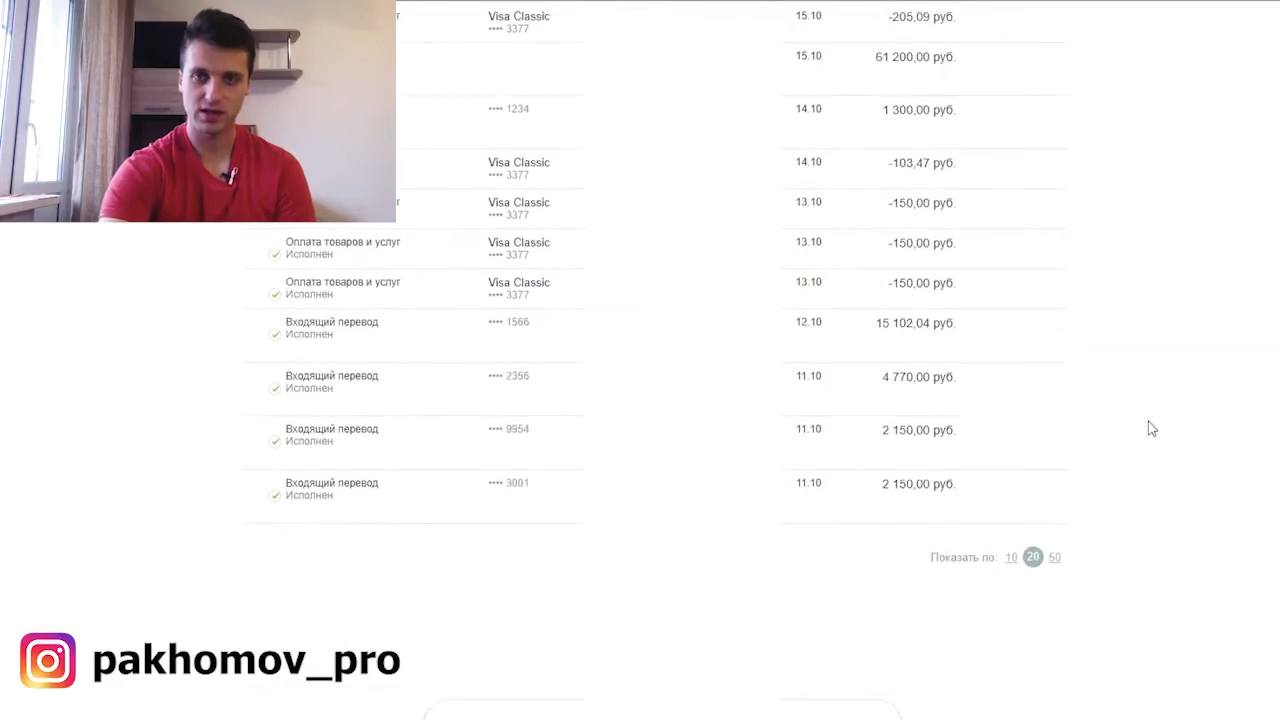 т Visa Classic 15.10 -205,09 руб.
•••• 3377
15.10 61 200,00 руб.
•••• 1234 14.10 1 300,00 руб.
Visa Classic 14.10 -103,47 руб.
•••• 3377
т Visa Classic 13.10 -150,00 руб.
•••• 3377
Оплата товаров и услуг Visa Classic 13.10 -150,00 руб.
Исполнен •••• 3377
Оплата товаров и услуг Visa Classic 13.10 -150,00 руб.
Исполнен •••• 3377
Входящий перевод •••• 1566 12.10 15 102,04 руб.
Исполнен
Входящий перевод •••• 2356 11.10 4 770,00 руб.
Исполнен
Входящий перевод •••• 9954 11.10 2 150,00 руб.
Исполнен
Входящий перевод •••• 3001 11.10 2 150,00 руб.
Исполнен
Показать по: 10 20 50
pakhomov_pro